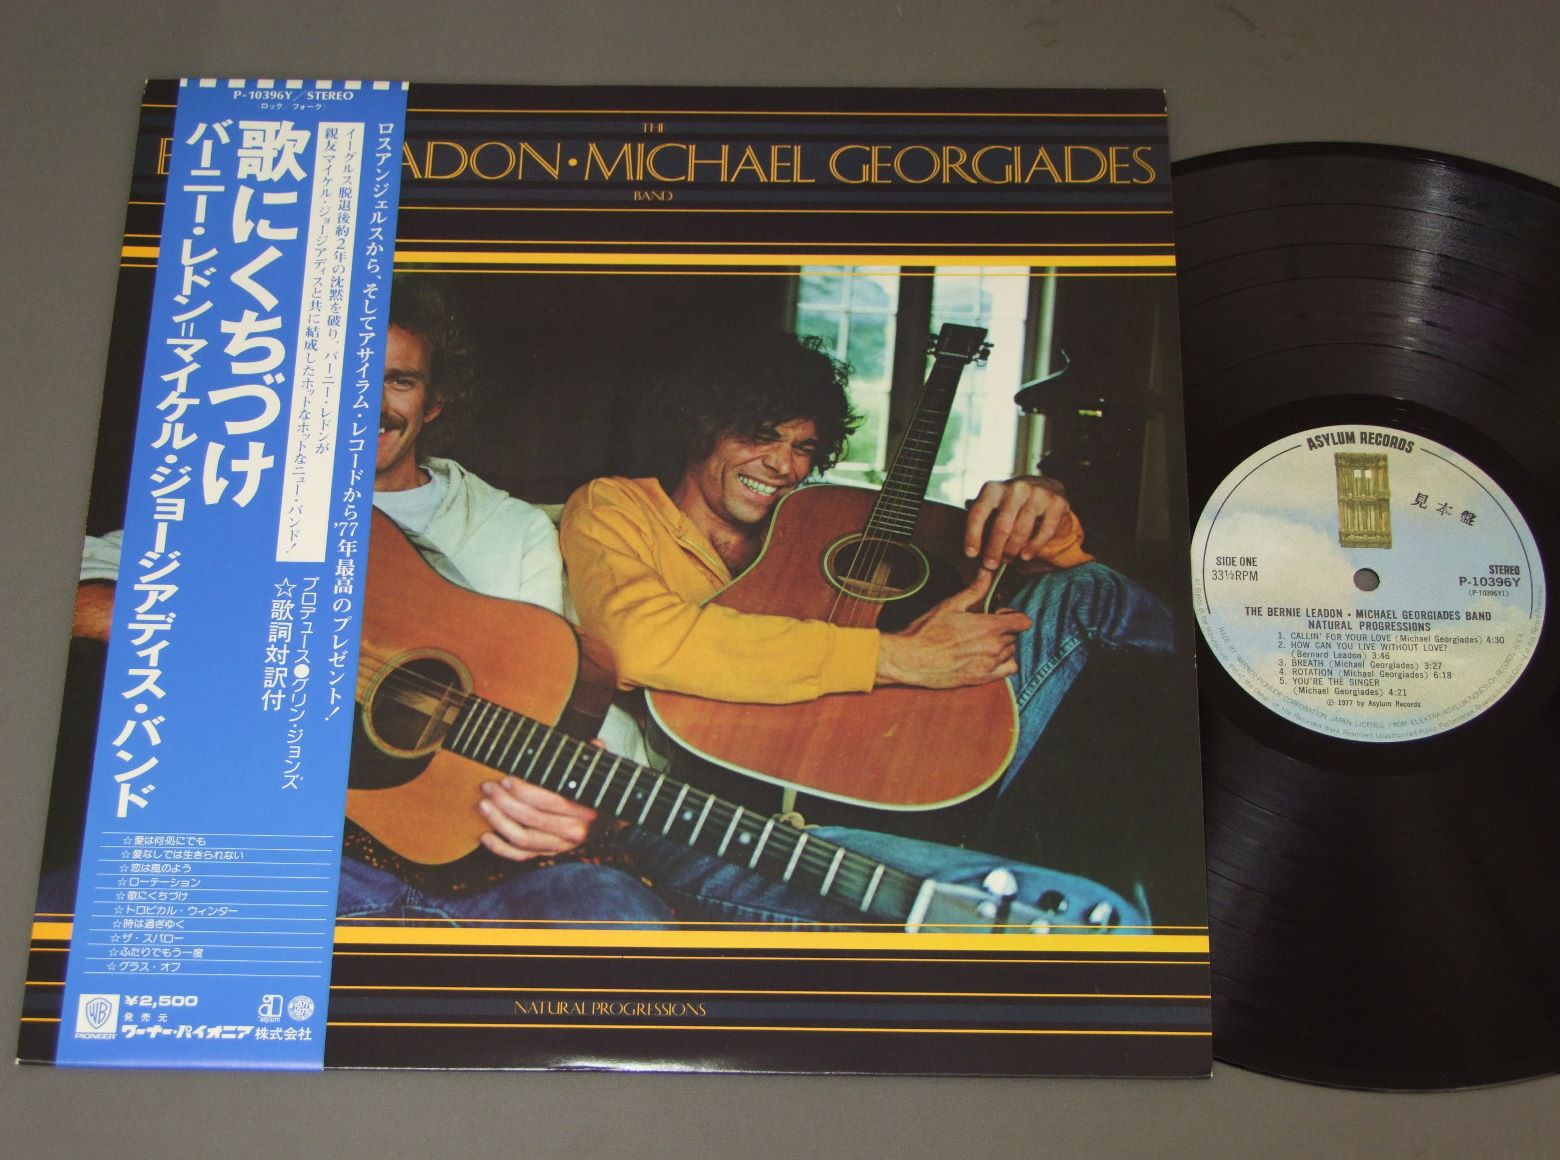 P-10396Y/STEREO
(ロック フォーク)
ロスアンジェルスから、そしてアサイラム・レコードから'77年最高のプレゼント!
イーグルス脱退後約2年の沈黙を破り、バーニー・レドンが
親友マイケル・ジョージアディスと共に結成したホットなホットなニュー・バンド!
歌にくちづけ
バーニー・レドン=マイケル・ジョージアディス・バンド
プロデュース●グリン・ジョンズ
☆歌詞対訳付
☆愛は何処にでも
☆愛なしでは生きられない
☆恋は風のよう
☆ローテーション
☆歌にくちづけ
☆トロピカル・ウィンター
☆時は過ぎゆく
☆ザ・スパロー
☆ふたりでもう一度
☆グラス・オフ
WB
PIONEER
¥2,500
発売元
ワーナー・パイオニア株式会社
asylum
THE
B ADON • MICHAEL GEORGIADES
BAND
NATURAL PROGRESSIONS
ASYLUM RECORDS
見本盤
SIDE ONE
33⅓RPM
STEREO
P-10396Y
(P-10396Y1)
THE BERNIE LEADON • MICHAEL GEORGIADES BAND
NATURAL PROGRESSIONS
1. CALLIN' FOR YOUR LOVE (Michael Georgiades) 4:30
2. HOW CAN YOU LIVE WITHOUT LOVE?
(Bernard Leadon) 3:46
3. BREATH (Michael Georgiades) 3:27
4. ROTATION (Michael Georgiades) 6:18
5. YOU'RE THE SINGER
(Michael Georgiades) 4:21
℗ 1977 by Asylum Records